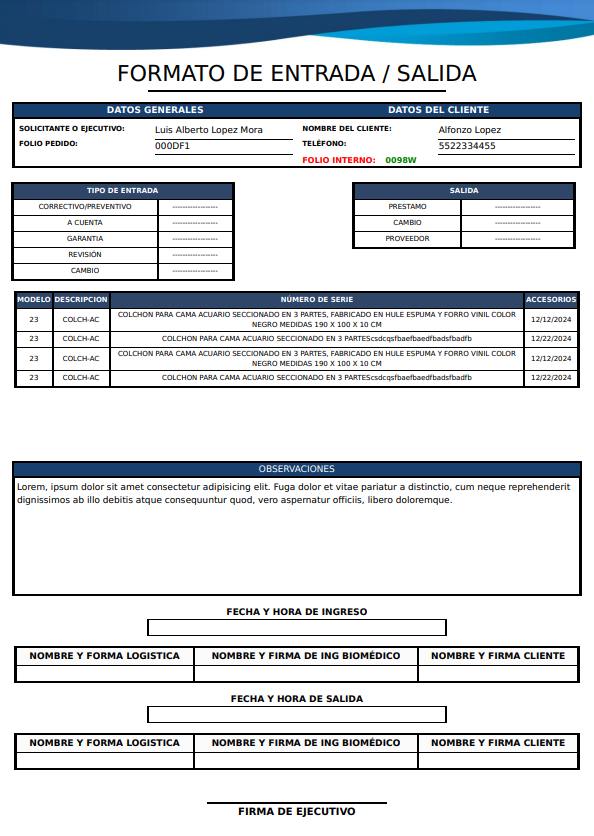 FORMATO DE ENTRADA / SALIDA
DATOS GENERALES DATOS DEL CLIENTE
SOLICITANTE O EJECUTIVO: Luis Alberto Lopez Mora NOMBRE DEL CLIENTE: Alfonzo Lopez
FOLIO PEDIDO: 000DF1 TELÉFONO: 5522334455
FOLIO INTERNO: 0098W
TIPO DE ENTRADA
CORRECTIVO/PREVENTIVO ------------------
A CUENTA ------------------
GARANTIA ------------------
REVISIÓN ------------------
CAMBIO ------------------
SALIDA
PRESTAMO ------------------
CAMBIO ------------------
PROVEEDOR ------------------
MODELO DESCRIPCION NÚMERO DE SERIE ACCESORIOS
23 COLCH-AC COLCHON PARA CAMA ACUARIO SECCIONADO EN 3 PARTES, FABRICADO EN HULE ESPUMA Y FORRO VINIL COLOR
NEGRO MEDIDAS 190 X 100 X 10 CM 12/12/2024
23 COLCH-AC COLCHON PARA CAMA ACUARIO SECCIONADO EN 3 PARTEScsdcqsfbaefbaedfbadsfbadfb 12/22/2024
23 COLCH-AC COLCHON PARA CAMA ACUARIO SECCIONADO EN 3 PARTES, FABRICADO EN HULE ESPUMA Y FORRO VINIL COLOR
NEGRO MEDIDAS 190 X 100 X 10 CM 12/12/2024
23 COLCH-AC COLCHON PARA CAMA ACUARIO SECCIONADO EN 3 PARTEScsdcqsfbaefbaedfbadsfbadfb 12/22/2024
OBSERVACIONES
Lorem, ipsum dolor sit amet consectetur adipisicing elit. Fuga dolor et vitae pariatur a distinctio, cum neque reprehenderit
dignissimos ab illo debitis atque consequuntur quod, vero aspernatur officiis, libero doloremque.
FECHA Y HORA DE INGRESO
NOMBRE Y FORMA LOGISTICA NOMBRE Y FIRMA DE ING BIOMÉDICO NOMBRE Y FIRMA CLIENTE
FECHA Y HORA DE SALIDA
NOMBRE Y FORMA LOGISTICA NOMBRE Y FIRMA DE ING BIOMÉDICO NOMBRE Y FIRMA CLIENTE
FIRMA DE EJECUTIVO